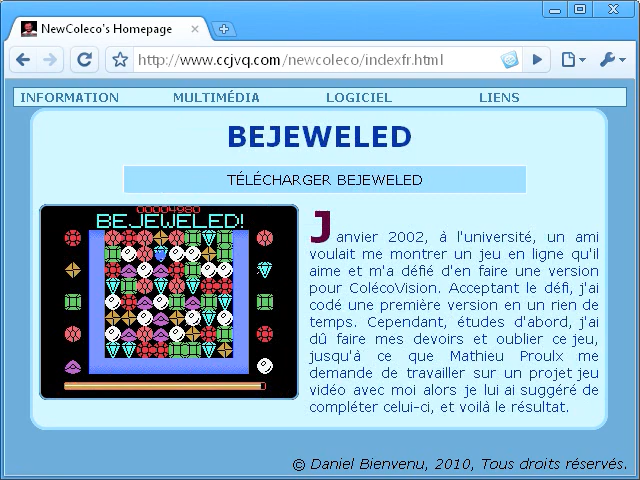 NewColeco's Homepage
http://www.ccjvq.com/newcoleco/indexfr.html
INFORMATION MULTIMÉDIA LOGICIEL LIENS
BEJEWELED
TÉLÉCHARGER BEJEWELED
00004980
BEJEWELED!
Janvier 2002, à l'université, un ami
voulait me montrer un jeu en ligne qu'il
aime et m'a défié d'en faire une version
pour ColécoVision. Acceptant le défi, j'ai
codé une première version en un rien de
temps. Cependant, études d'abord, j'ai
dû faire mes devoirs et oublier ce jeu,
jusqu'à ce que Mathieu Proulx me
demande de travailler sur un projet jeu
vidéo avec moi alors je lui ai suggéré de
compléter celui-ci, et voilà le résultat.
© Daniel Bienvenu, 2010, Tous droits réservés.